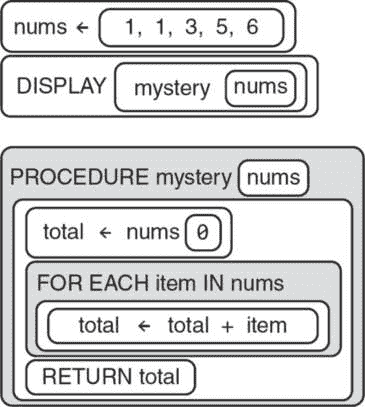 nums ← 1, 1, 3, 5, 6
DISPLAY mystery nums
PROCEDURE mystery nums
total ← nums 0
FOR EACH item IN nums
total ← total + item
RETURN total